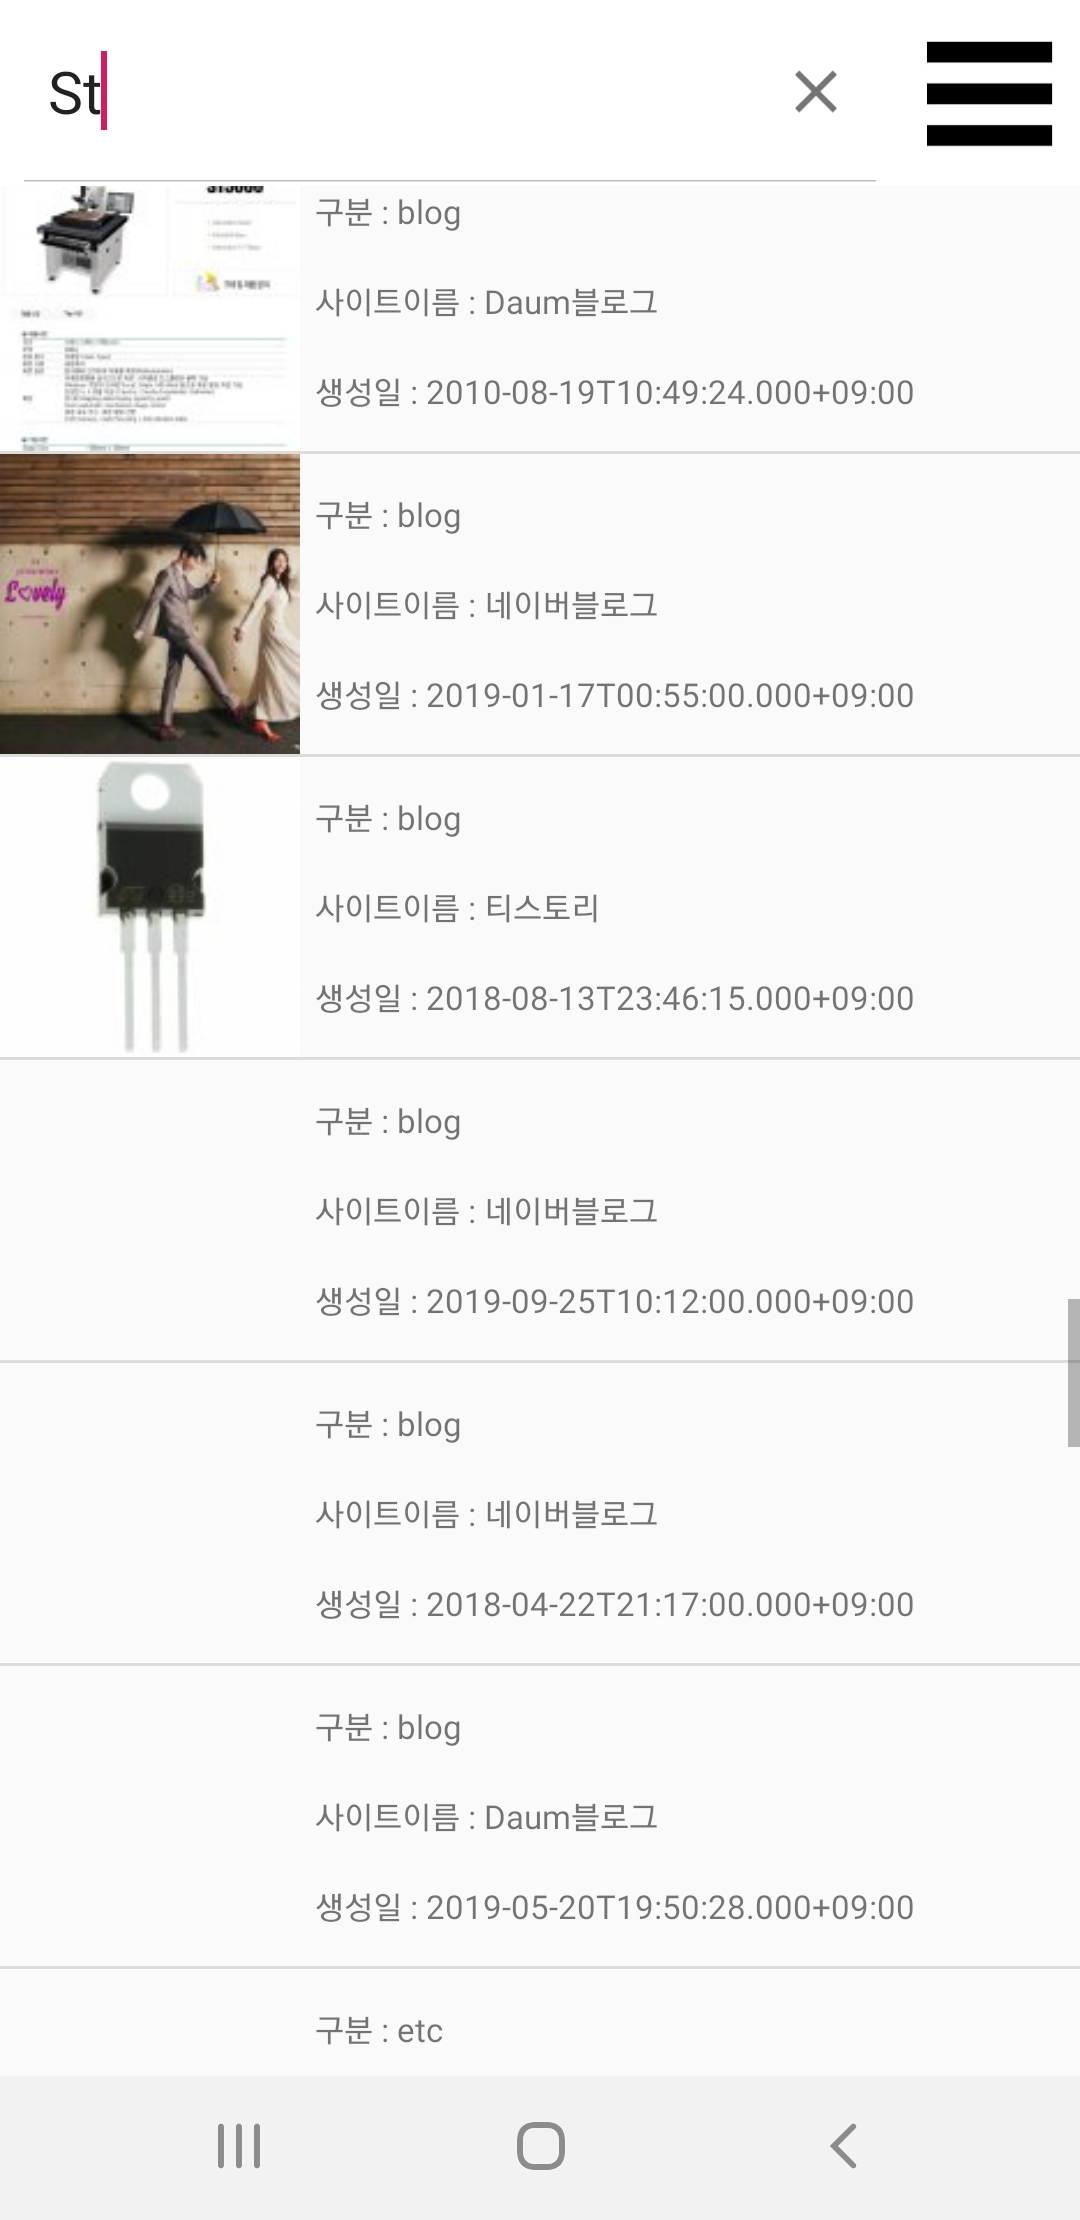 St
구분 : blog
사이트이름 : Daum블로그
생성일 : 2010-08-19T10:49:24.000+09:00
Lovely
구분 : blog
사이트이름 : 네이버블로그
생성일 : 2019-01-17T00:55:00.000+09:00
구분 : blog
사이트이름 : 티스토리
생성일 : 2018-08-13T23:46:15.000+09:00
구분 : blog
사이트이름 : 네이버블로그
생성일 : 2019-09-25T10:12:00.000+09:00
구분 : blog
사이트이름 : 네이버블로그
생성일 : 2018-04-22T21:17:00.000+09:00
구분 : blog
사이트이름 : Daum블로그
생성일 : 2019-05-20T19:50:28.000+09:00
구분 : etc